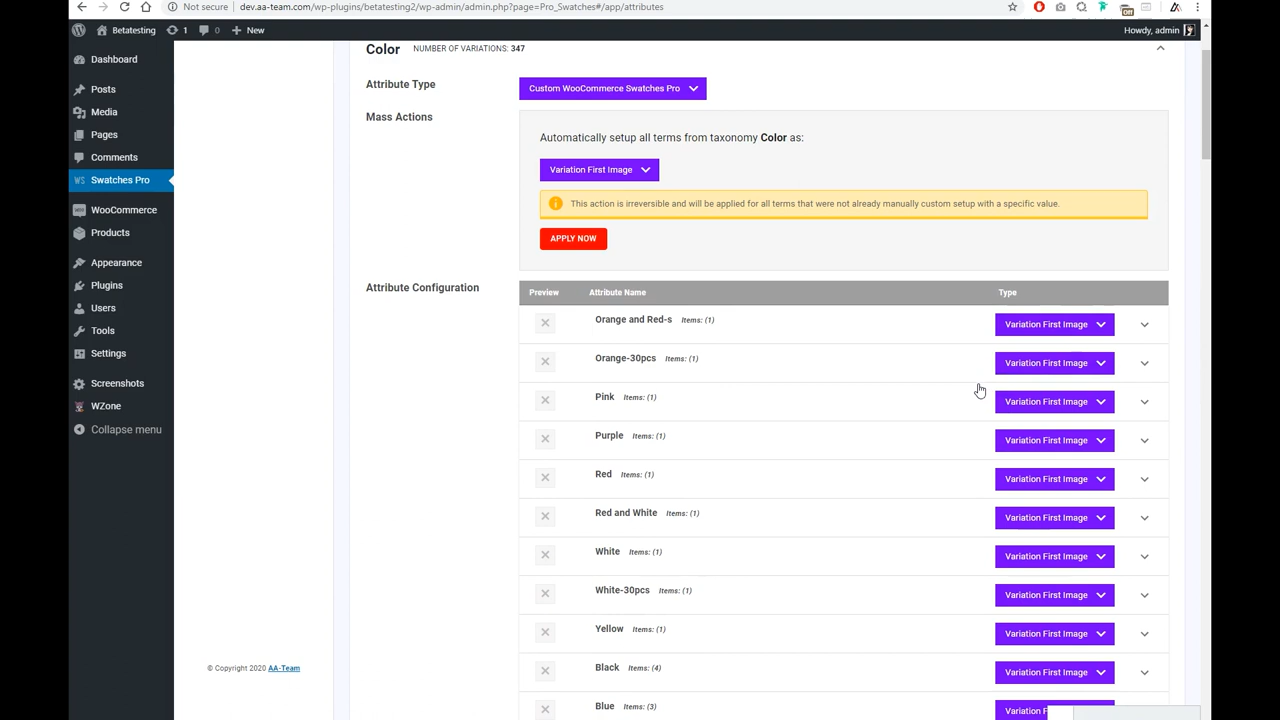 Not secure
dev.aa-team.com/wp-plugins/betatesting2/wp-admin/admin.php?page=Pro_Swatches#/app/attributes
Off
Betatesting
1
0
New
Howdy, admin
Dashboard
Posts
Media
Pages
Comments
WS Swatches Pro
WooCommerce
Products
Appearance
Plugins
Users
Tools
Settings
Screenshots
WZone
Collapse menu
© Copyright 2020 AA-Team
Color NUMBER OF VARIATIONS: 347
Attribute Type
Custom WooCommerce Swatches Pro
Mass Actions
Automatically setup all terms from taxonomy Color as:
Variation First Image
This action is irreversible and will be applied for all terms that were not already manually custom setup with a specific value.
APPLY NOW
Attribute Configuration
Preview Attribute Name Type
Orange and Red-s Items: (1) Variation First Image
Orange-30pcs Items: (1) Variation First Image
Pink Items: (1) Variation First Image
Purple Items: (1) Variation First Image
Red Items: (1) Variation First Image
Red and White Items: (1) Variation First Image
White Items: (1) Variation First Image
White-30pcs Items: (1) Variation First Image
Yellow Items: (1) Variation First Image
Black Items: (4) Variation First Image
Blue Items: (3) Variation F